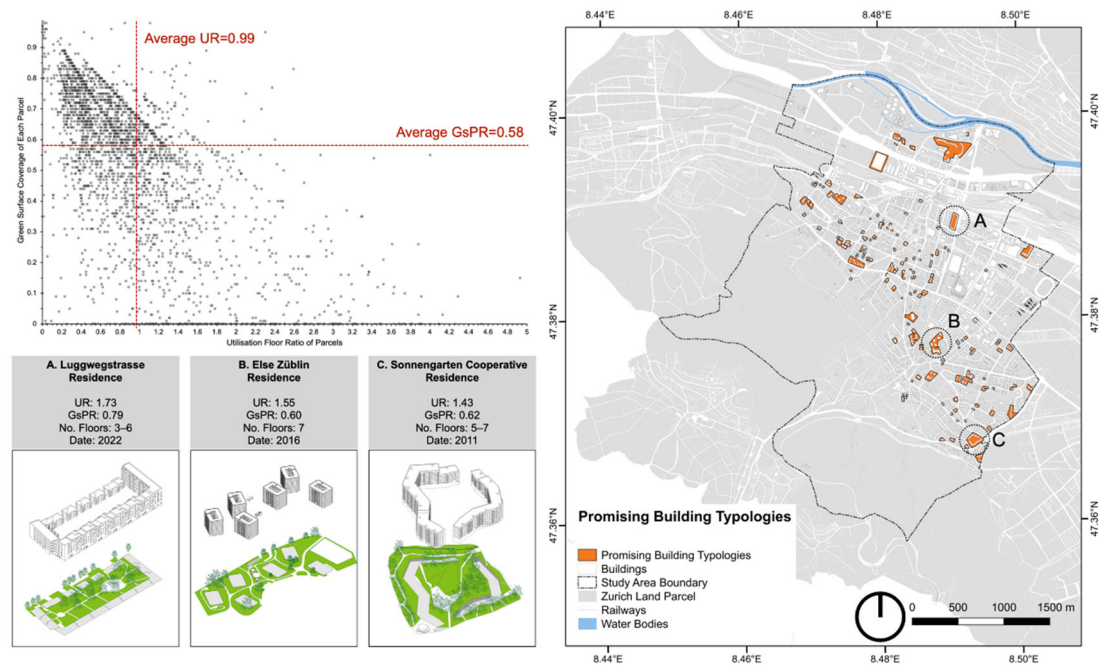 Average UR=0.99
Average GsPR=0.58
Green Surface Coverage of Each Parcel
0.9
0.8
0.7
0.6
0.5
0.4
0.3
0.2
0.1
0
0 0.2 0.4 0.6 0.8 1 1.2 1.4 1.6 1.8 2 2.2 2.4 2.6 2.8 3 3.2 3.4 3.6 3.8 4 4.2 4.4 4.6 4.8 5
Utilisation Floor Ratio of Parcels
A. Luggwegstrasse
Residence
UR: 1.73
GsPR: 0.79
No. Floors: 3–6
Date: 2022
B. Else Züblin
Residence
UR: 1.55
GsPR: 0.60
No. Floors: 7
Date: 2016
C. Sonnengarten Cooperative
Residence
UR: 1.43
GsPR: 0.62
No. Floors: 5–7
Date: 2011
8.44°E 8.46°E 8.48°E 8.50°E
47.40°N
47.38°N
47.36°N
47.40°N
47.38°N
47.36°N
A
B
C
Promising Building Typologies
Promising Building Typologies
Buildings
Study Area Boundary
Zurich Land Parcel
Railways
Water Bodies
0 500 1000 1500 m
8.44°E 8.46°E 8.48°E 8.50°E